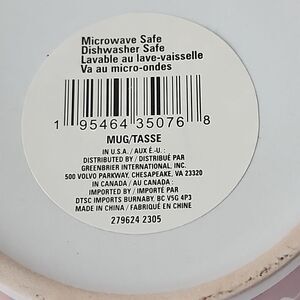 Microwave Safe
Dishwasher Safe
Lavable au lave-vaisselle
Va au micro-ondes
1 95464 35076 8
MUG/TASSE
IN U.S.A. / AUX É.-U. :
DISTRIBUTED BY / DISTRIBUÉ PAR
GREENBRIER INTERNATIONAL, INC.
500 VOLVO PARKWAY, CHESAPEAKE, VA 23320
IN CANADA / AU CANADA :
IMPORTED BY / IMPORTÉ PAR
DTSC IMPORTS BURNABY, BC V5G 4P3
MADE IN CHINA / FABRIQUÉ EN CHINE
279624 2305